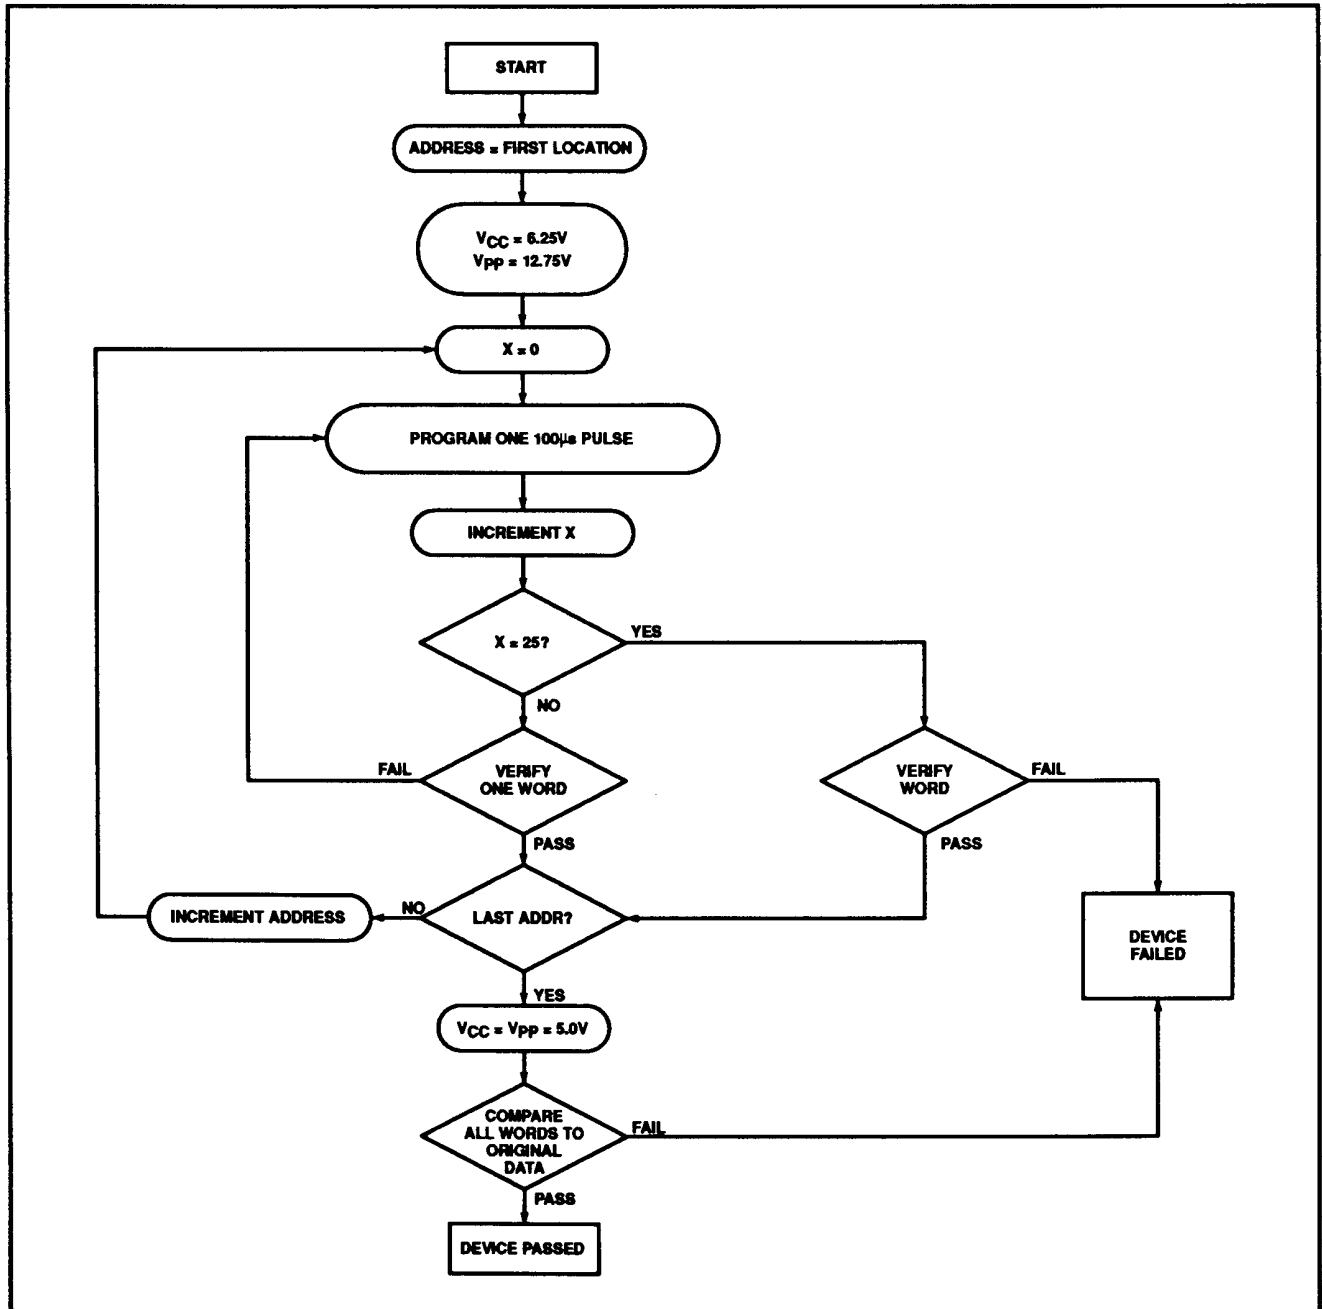 START
ADDRESS = FIRST LOCATION
VCC = 6.25V
VPP = 12.75V
X = 0
PROGRAM ONE 100µs PULSE
INCREMENT X
X = 25?
YES
NO
FAIL
VERIFY
ONE WORD
VERIFY
WORD
FAIL
PASS
PASS
INCREMENT ADDRESS
NO
LAST ADDR?
DEVICE
FAILED
YES
VCC = VPP = 5.0V
COMPARE
ALL WORDS TO
ORIGINAL
DATA
FAIL
PASS
DEVICE PASSED